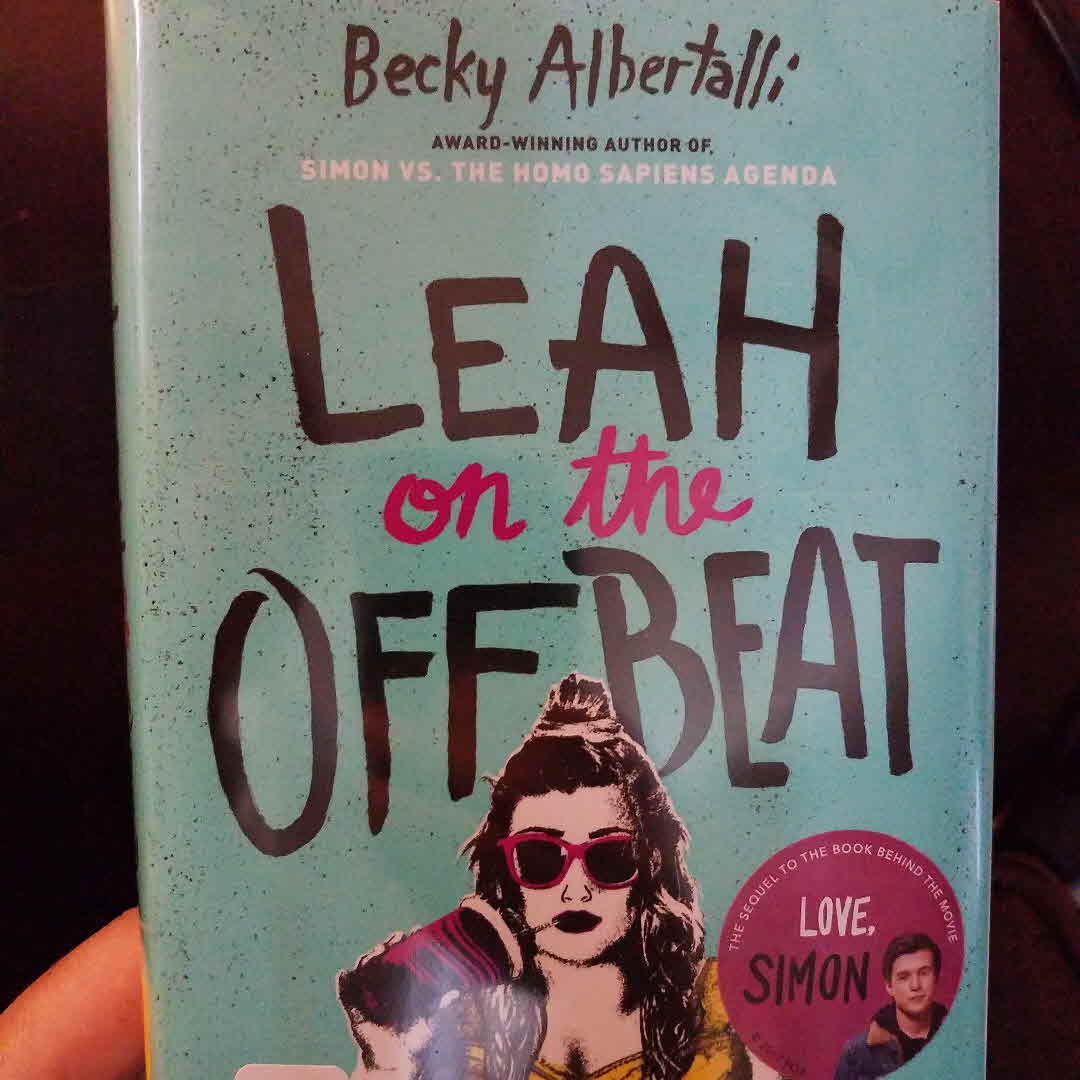 Becky Albertalli
AWARD-WINNING AUTHOR OF
SIMON VS. THE HOMO SAPIENS AGENDA
LEAH
on the
OFFBEAT
THE SEQUEL TO THE BOOK BEHIND THE MOVIE
LOVE,
SIMON